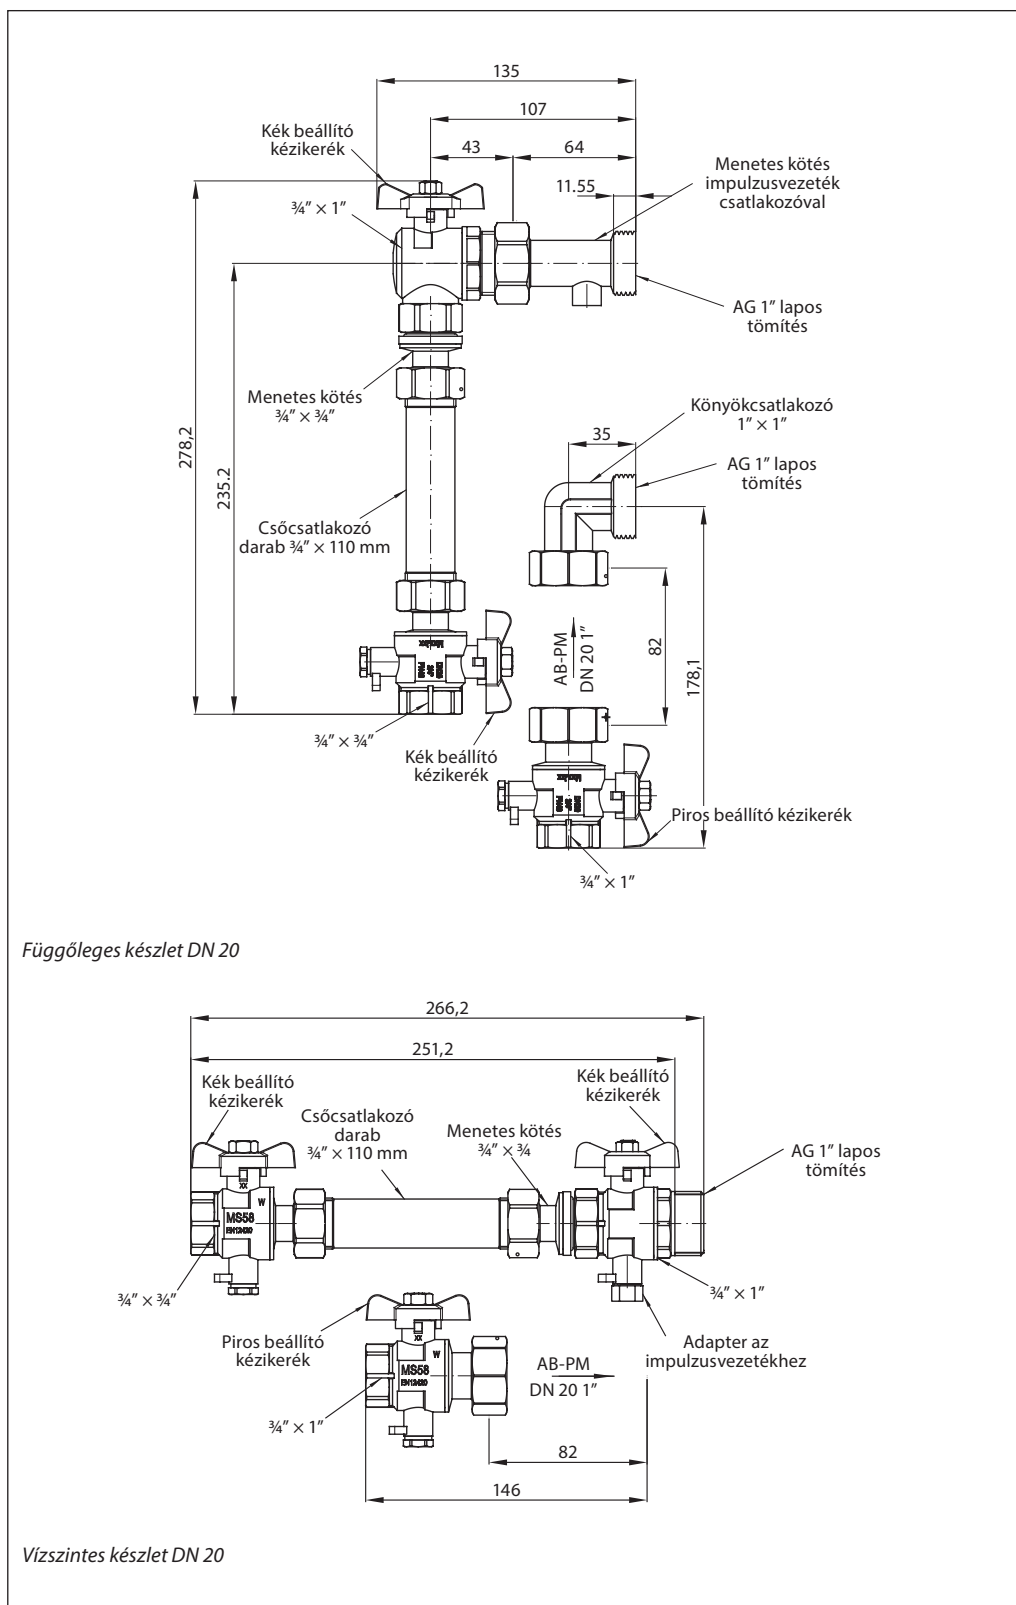 135
107
Kék beállító
kézikerék
43
64
Menetes kötés
impulzusvezeték
csatlakozóval
11.55
¾” × 1”
AG 1” lapos
tömítés
278,2
235.2
Menetes kötés
¾” × ¾”
Könyökcsatlakozó
1” × 1”
35
AG 1” lapos
tömítés
Csőcsatlakozó
darab ¾” × 110 mm
AB-PM
DN 20 1”
82
178,1
¾” × ¾”
Kék beállító
kézikerék
Piros beállító kézikerék
¾” × 1”
Függőleges készlet DN 20
266,2
251,2
Kék beállító
kézikerék
Csőcsatlakozó
darab
¾” × 110 mm
Menetes kötés
¾” × ¾
Kék beállító
kézikerék
AG 1” lapos
tömítés
XX
W
MS58
EN12420
¾” × ¾”
¾” × 1”
Piros beállító
kézikerék
XX
W
MS58
EN12420
Adapter az
impulzusvezetékhez
AB-PM
DN 20 1”
¾” × 1”
82
146
Vízszintes készlet DN 20